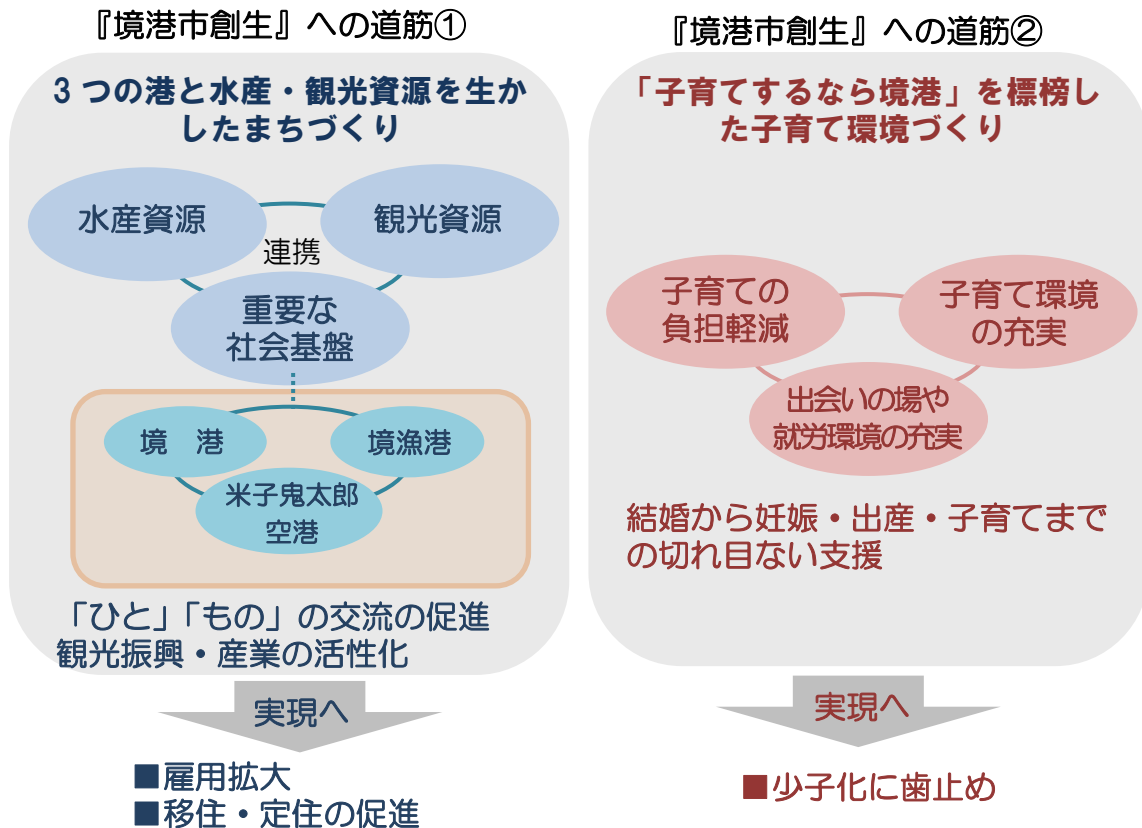 『境港市創生』への道筋①
3つの港と水産・観光資源を生か
したまちづくり
水産資源
観光資源
連携
重要な
社会基盤
境　港
境漁港
米子鬼太郎
空港
「ひと」「もの」の交流の促進
観光振興・産業の活性化
実現へ
■雇用拡大
■移住・定住の促進
『境港市創生』への道筋②
「子育てするなら境港」を標榜し
た子育て環境づくり
子育ての
負担軽減
子育て環境
の充実
出会いの場や
就労環境の充実
結婚から妊娠・出産・子育てまで
の切れ目ない支援
実現へ
■少子化に歯止め